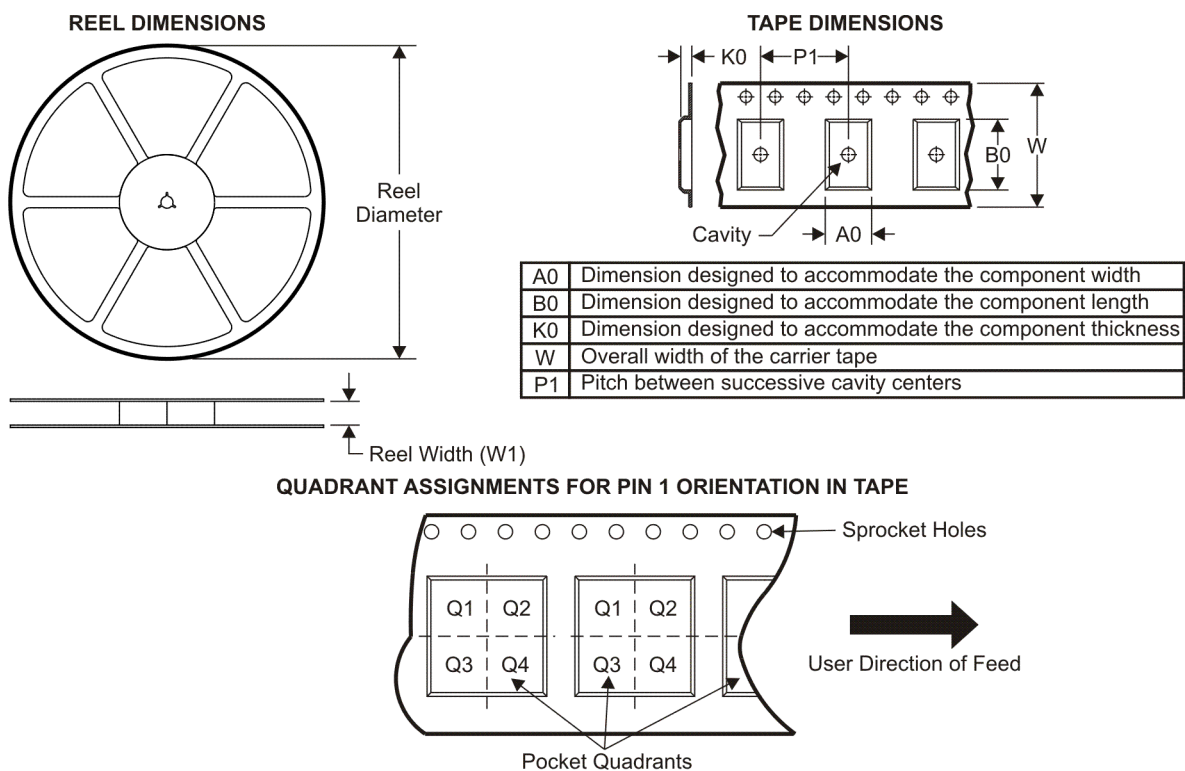 REEL DIMENSIONS
Reel
Diameter
Reel Width (W1)
TAPE DIMENSIONS
K0
P1
B0
W
Cavity
A0
A0 Dimension designed to accommodate the component width
B0 Dimension designed to accommodate the component length
K0 Dimension designed to accommodate the component thickness
W Overall width of the carrier tape
P1 Pitch between successive cavity centers
QUADRANT ASSIGNMENTS FOR PIN 1 ORIENTATION IN TAPE
Sprocket Holes
Q1 Q2 Q1 Q2
Q3 Q4 Q3 Q4
User Direction of Feed
Pocket Quadrants